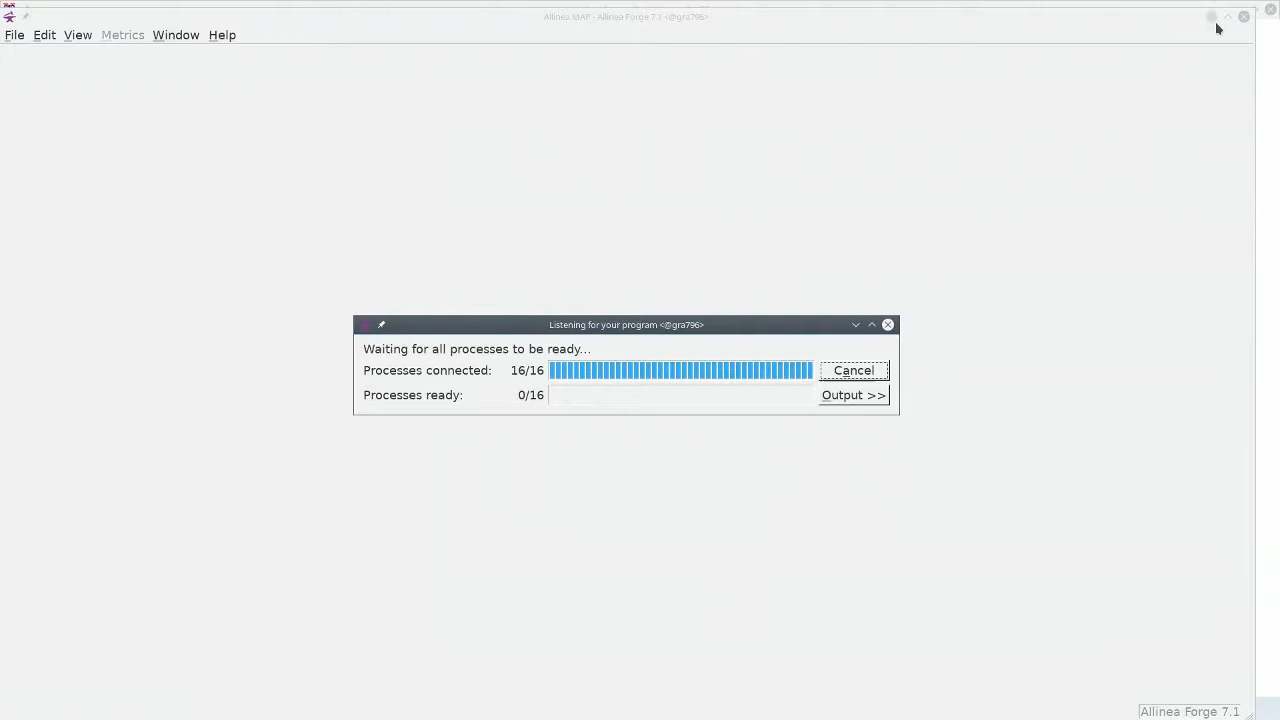 Allinea MAP - Allinea Forge 7.1 <@gra796>
File Edit View Metrics Window Help
Listening for your program <@gra796>
Waiting for all processes to be ready...
Processes connected: 16/16 Cancel
Processes ready: 0/16 Output >>
Allinea Forge 7.1